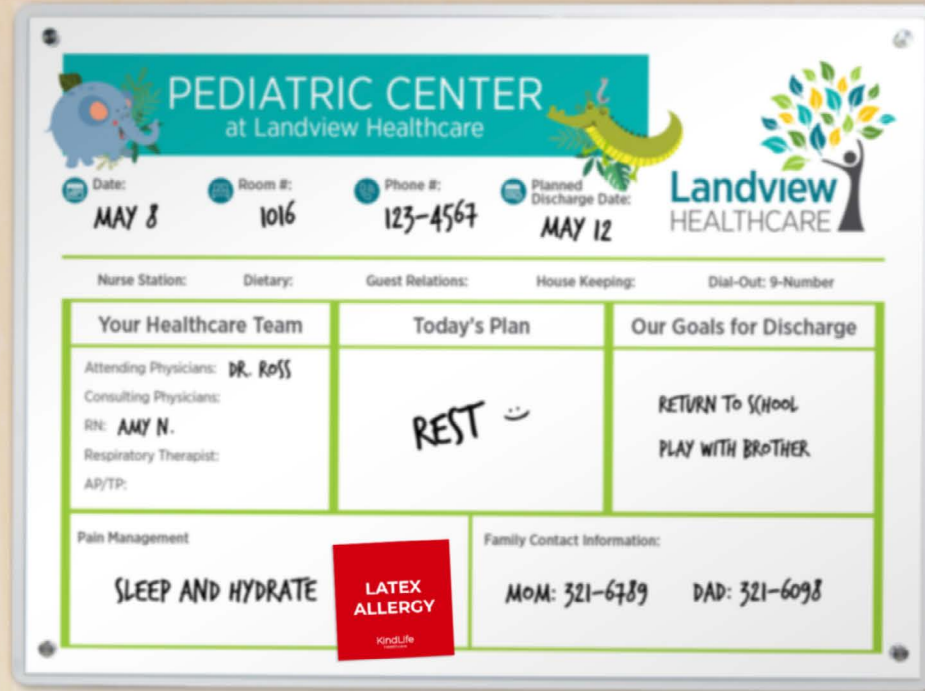 PEDIATRIC CENTER
at Landview Healthcare
Landview
HEALTHCARE
Date: MAY 8
Room #: 1016
Phone #: 123-4567
Planned Discharge Date: MAY 12
Nurse Station: Dietary: Guest Relations: House Keeping: Dial-Out: 9-Number
Your Healthcare Team
Attending Physicians: DR. ROSS
Consulting Physicians:
RN: AMY N.
Respiratory Therapist:
AP/TP:
Today's Plan
REST
Our Goals for Discharge
RETURN TO SCHOOL
PLAY WITH BROTHER
Pain Management
SLEEP AND HYDRATE
LATEX
ALLERGY
KindLife
Healthcare
Family Contact Information:
MOM: 321-6789 DAD: 321-6098